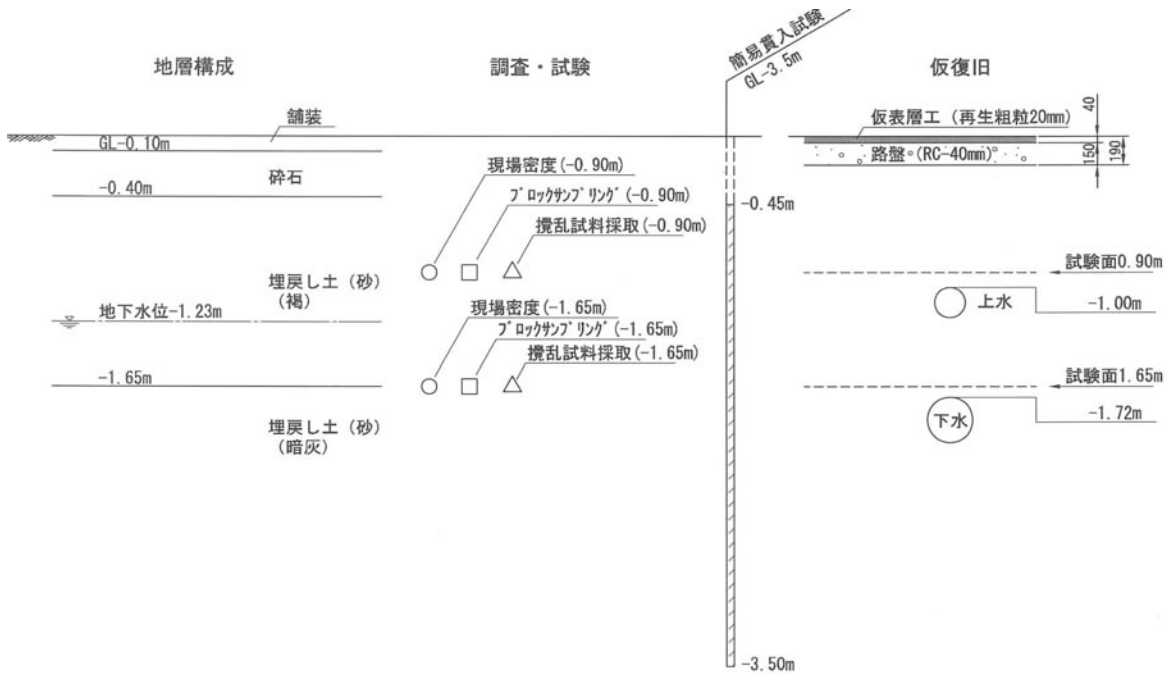 地層構成
舗装
GL-0.10m
砕石
-0.40m
埋戻し土（砂）
（褐）
地下水位-1.23m
-1.65m
埋戻し土（砂）
（暗灰）
調査・試験
現場密度(-0.90m)
ﾌﾞﾛｯｸｻﾝﾌﾟﾘﾝｸﾞ(-0.90m)
攪乱試料採取(-0.90m)
現場密度(-1.65m)
ﾌﾞﾛｯｸｻﾝﾌﾟﾘﾝｸﾞ(-1.65m)
攪乱試料採取(-1.65m)
簡易貫入試験
GL-3.5m
-0.45m
-3.50m
仮復旧
仮表層工（再生粗粒20mm）
路盤（RC-40mm）
40
150
190
試験面0.90m
上水
-1.00m
試験面1.65m
下水
-1.72m